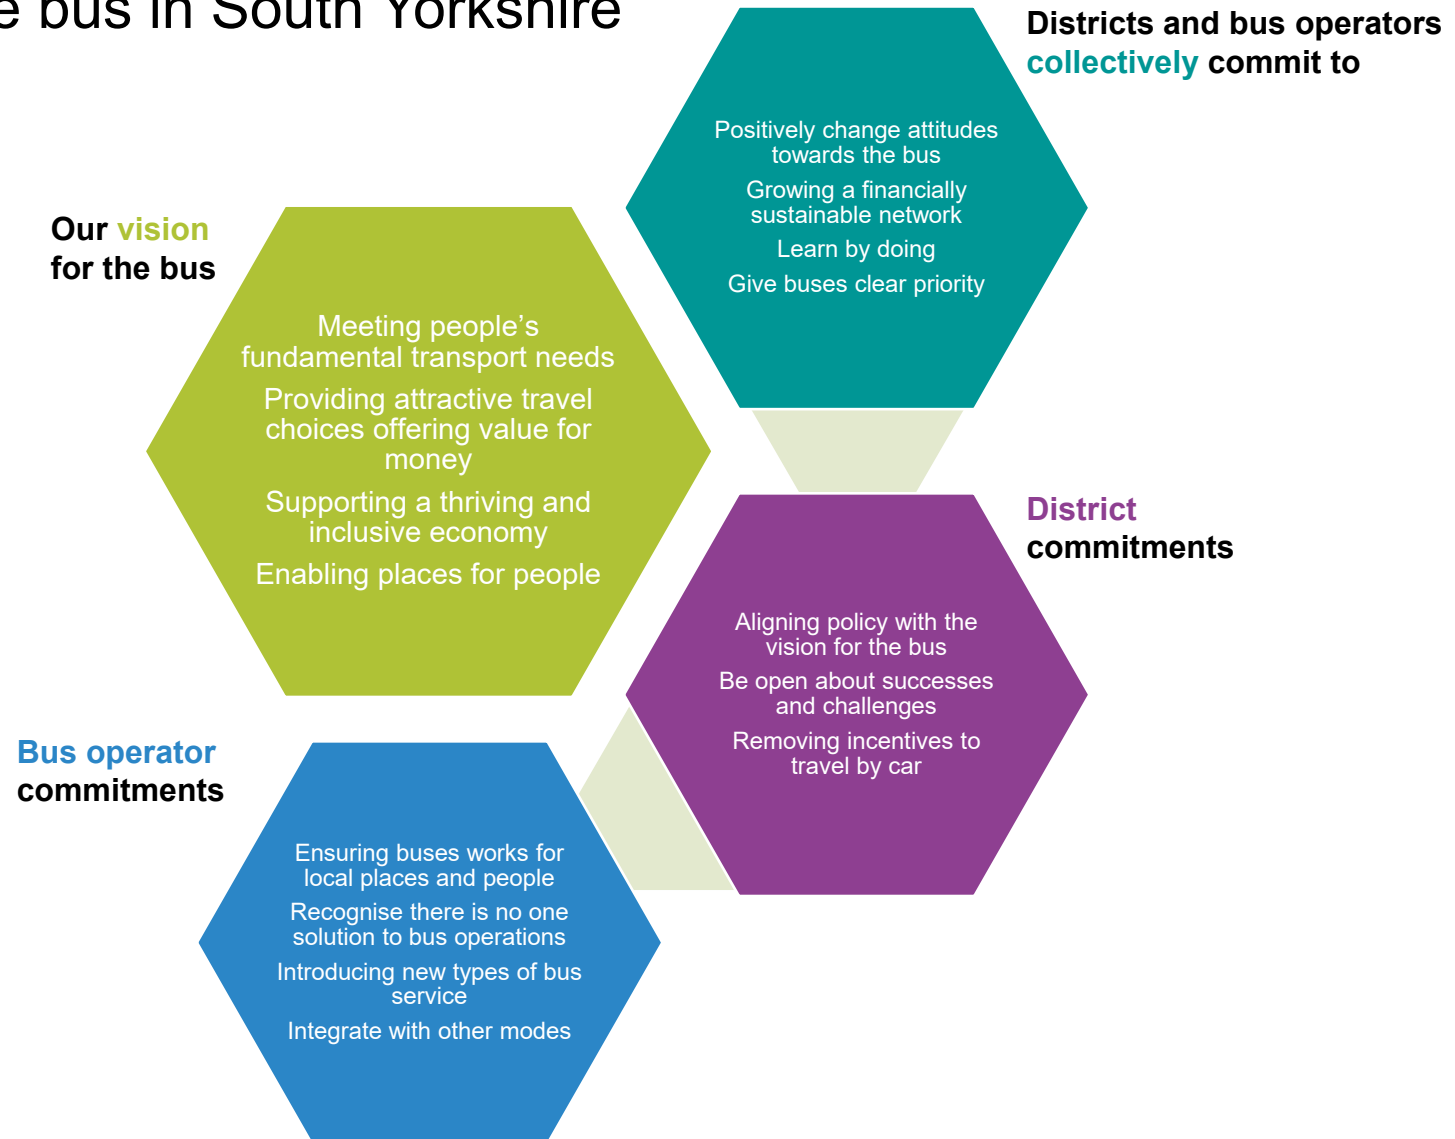 e bus in South Yorkshire
Districts and bus operators
collectively commit to
Positively change attitudes
towards the bus
Growing a financially
sustainable network
Learn by doing
Give buses clear priority
Our vision
for the bus
Meeting people’s
fundamental transport needs
Providing attractive travel
choices offering value for
money
Supporting a thriving and
inclusive economy
Enabling places for people
District
commitments
Aligning policy with the
vision for the bus
Be open about successes
and challenges
Removing incentives to
travel by car
Bus operator
commitments
Ensuring buses works for
local places and people
Recognise there is no one
solution to bus operations
Introducing new types of bus
service
Integrate with other modes